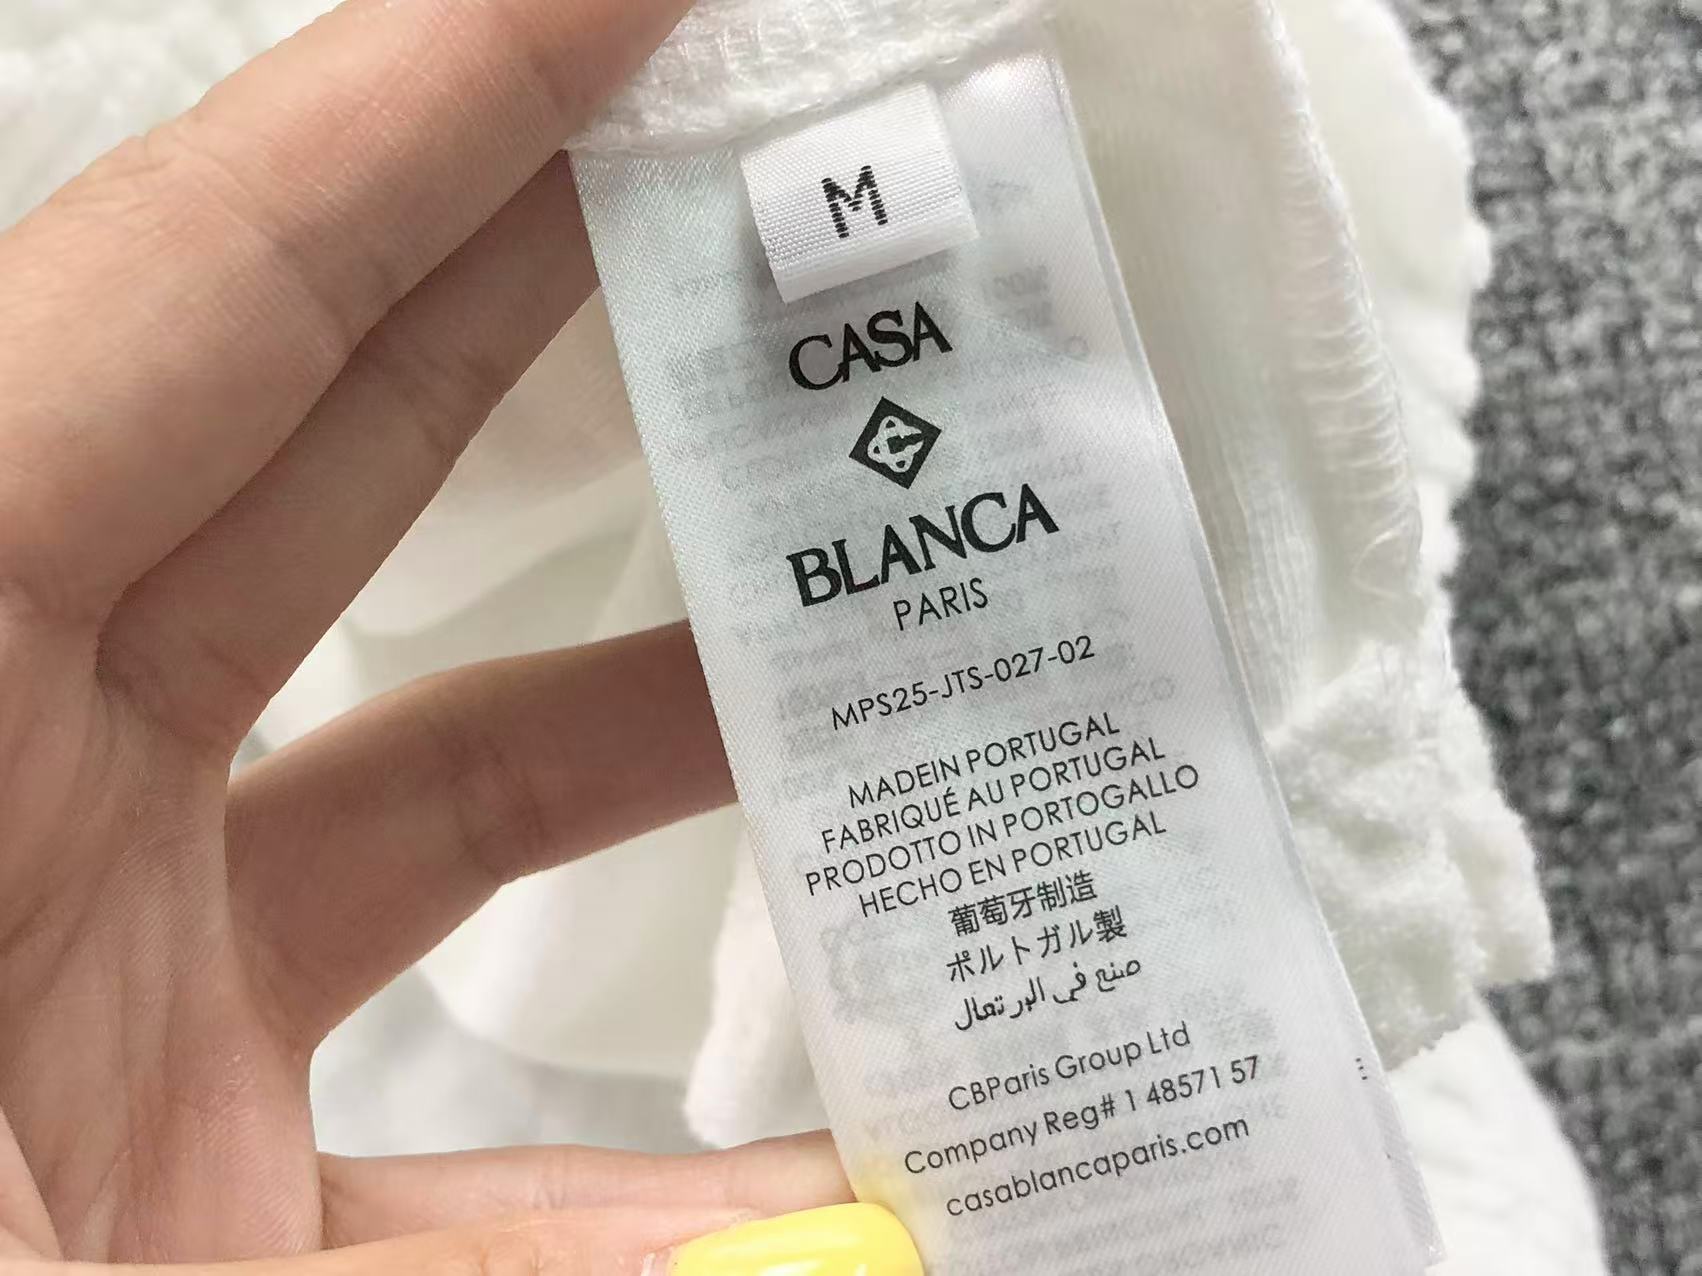 M
CASA
BLANCA
PARIS
MPS25-JTS-027-02
MADEIN PORTUGAL
FABRIQUÉ AU PORTUGAL
PRODOTTO IN PORTOGALLO
HECHO EN PORTUGAL
葡萄牙制造
ポルトガル製
صنع في البر تعال
CBParis Group Ltd
Company Reg# 1 48571 57
casablancaparis.com